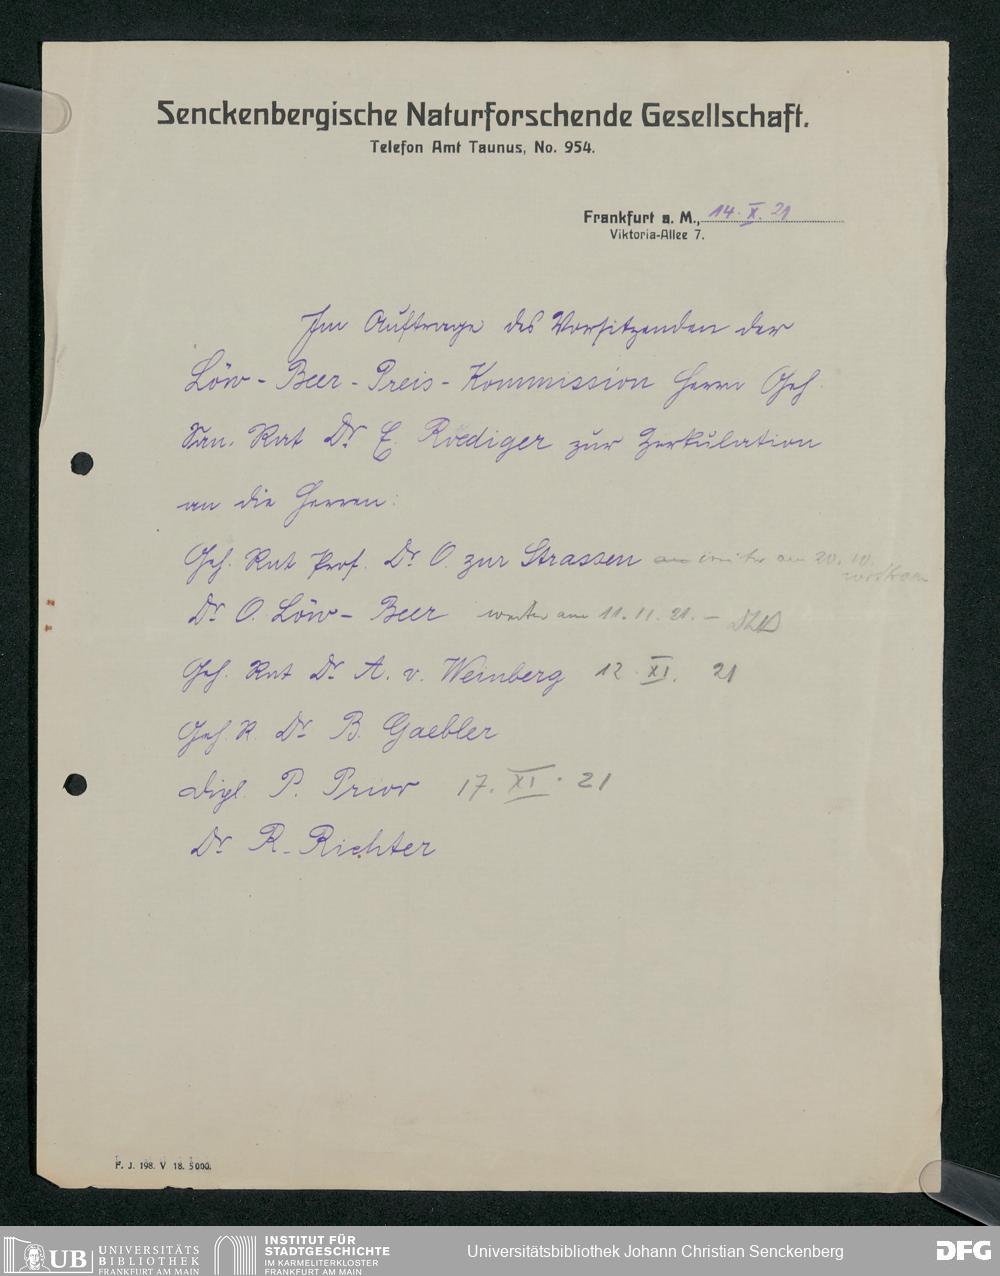 Senckenbergische Naturforschende Gesellschaft.
Telefon Amt Taunus, No. 954.
Frankfurt a. M., 14. X. 21
Viktoria-Allee 7.
Im Auftrage des Vorsitzenden der
Löw-Beer-Preis-Kommission Herrn Geh.
San. Rat Dr E. Roediger zur Zirkulation
an die Herren:
Geh. Rat Prof. Dr O. zur Strassen weiter am 20. 10.
Dr O. Löw-Beer weiter am 11. 11. 21. –
Geh. Rat Dr A. v. Weinberg 12. XI. 21
Geh. R. Dr B. Gaebler
Dipl. P. Prior 17. XI. 21
Dr R. Richter
F. J. 198. V 18. 5000.
UB UNIVERSITÄTS
BIBLIOTHEK
FRANKFURT AM MAIN
INSTITUT FÜR
STADTGESCHICHTE
IM KARMELITERKLOSTER
FRANKFURT AM MAIN
Universitätsbibliothek Johann Christian Senckenberg
DFG